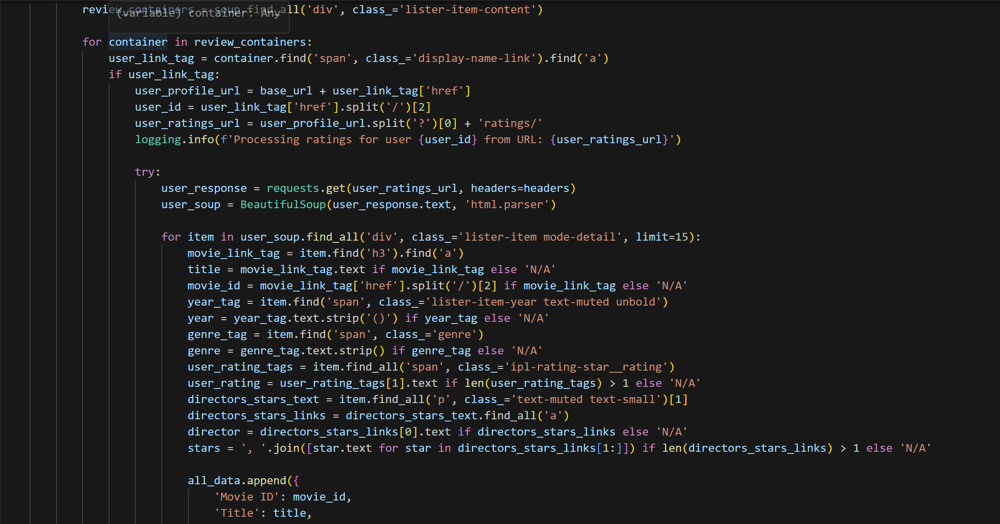 review_containers = soup.find_all('div', class_='lister-item-content')
(variable) container: Any
for container in review_containers:
user_link_tag = container.find('span', class_='display-name-link').find('a')
if user_link_tag:
user_profile_url = base_url + user_link_tag['href']
user_id = user_link_tag['href'].split('/')[2]
user_ratings_url = user_profile_url.split('?')[0] + 'ratings/'
logging.info(f'Processing ratings for user {user_id} from URL: {user_ratings_url}')
try:
user_response = requests.get(user_ratings_url, headers=headers)
user_soup = BeautifulSoup(user_response.text, 'html.parser')
for item in user_soup.find_all('div', class_='lister-item mode-detail', limit=15):
movie_link_tag = item.find('h3').find('a')
title = movie_link_tag.text if movie_link_tag else 'N/A'
movie_id = movie_link_tag['href'].split('/')[2] if movie_link_tag else 'N/A'
year_tag = item.find('span', class_='lister-item-year text-muted unbold')
year = year_tag.text.strip('()') if year_tag else 'N/A'
genre_tag = item.find('span', class_='genre')
genre = genre_tag.text.strip() if genre_tag else 'N/A'
user_rating_tags = item.find_all('span', class_='ipl-rating-star__rating')
user_rating = user_rating_tags[1].text if len(user_rating_tags) > 1 else 'N/A'
directors_stars_text = item.find_all('p', class_='text-muted text-small')[1]
directors_stars_links = directors_stars_text.find_all('a')
director = directors_stars_links[0].text if directors_stars_links else 'N/A'
stars = ', '.join([star.text for star in directors_stars_links[1:]]) if len(directors_stars_links) > 1 else 'N/A'
all_data.append({
'Movie ID': movie_id,
'Title': title,